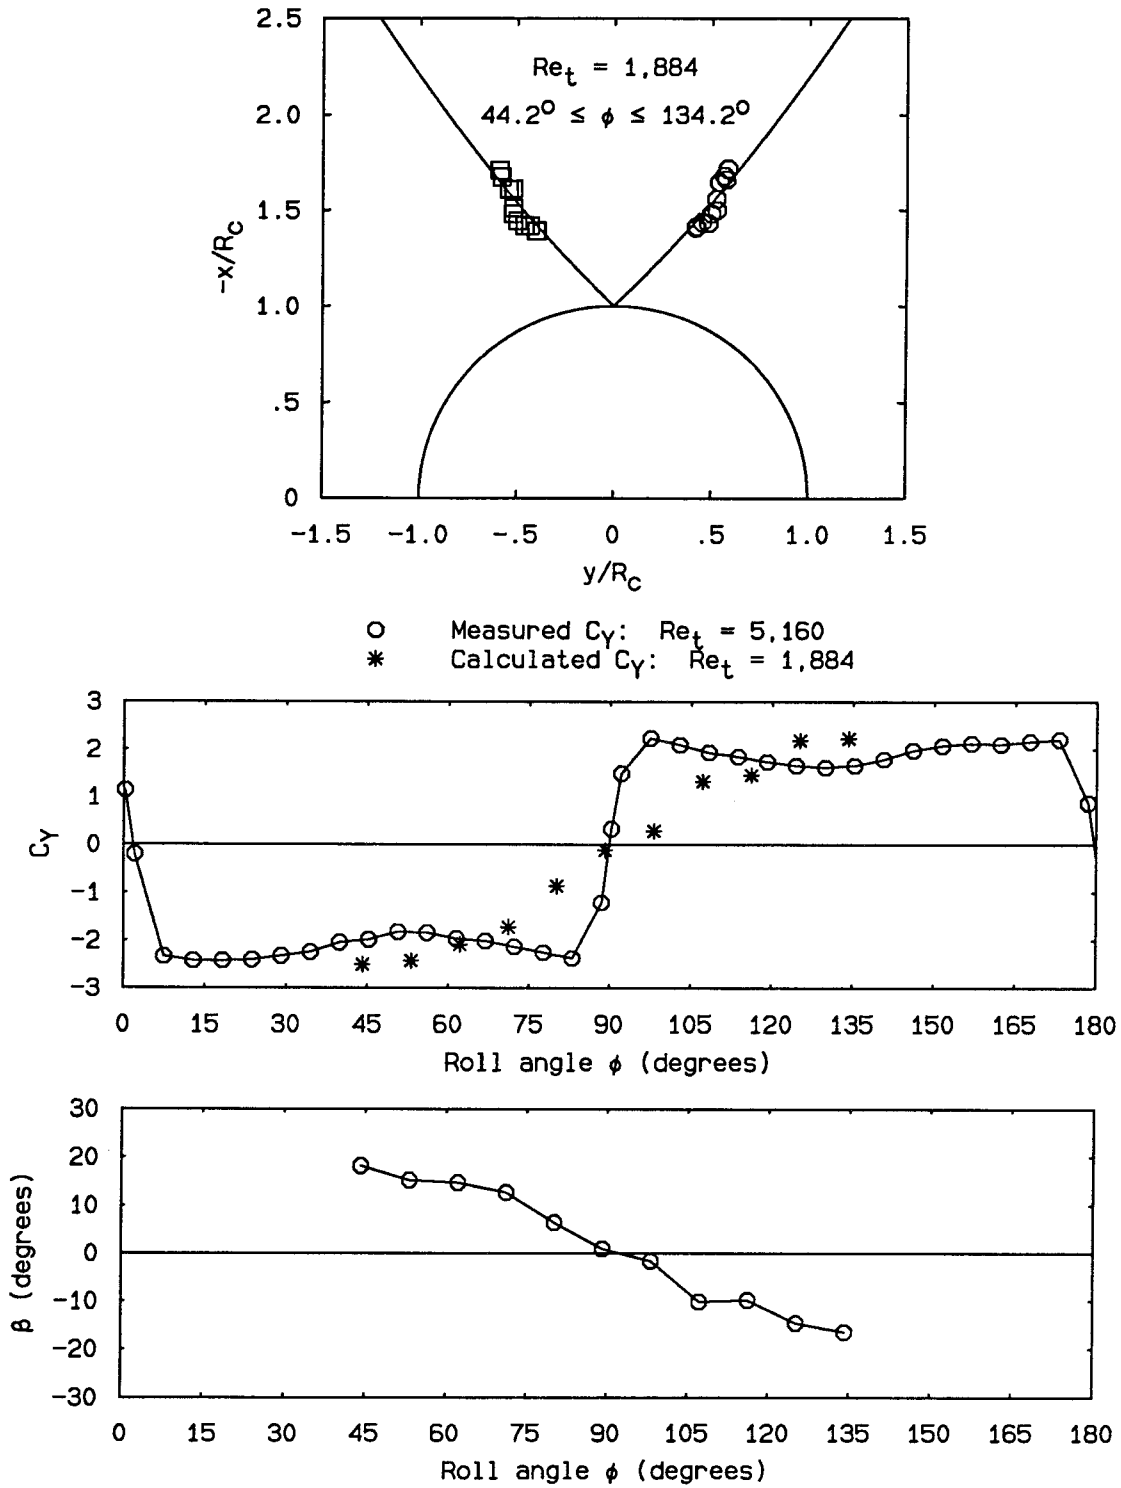 2.5
Re_t = 1,884
44.2° ≤ φ ≤ 134.2°
2.0
1.5
-x/R_C
1.0
.5
0
-1.5 -1.0 -.5 0 .5 1.0 1.5
y/R_C
Measured C_Y: Re_t = 5,160
Calculated C_Y: Re_t = 1,884
3
2
1
C_Y
0
-1
-2
-3
0 15 30 45 60 75 90 105 120 135 150 165 180
Roll angle φ (degrees)
30
20
10
β (degrees)
0
-10
-20
-30
0 15 30 45 60 75 90 105 120 135 150 165 180
Roll angle φ (degrees)